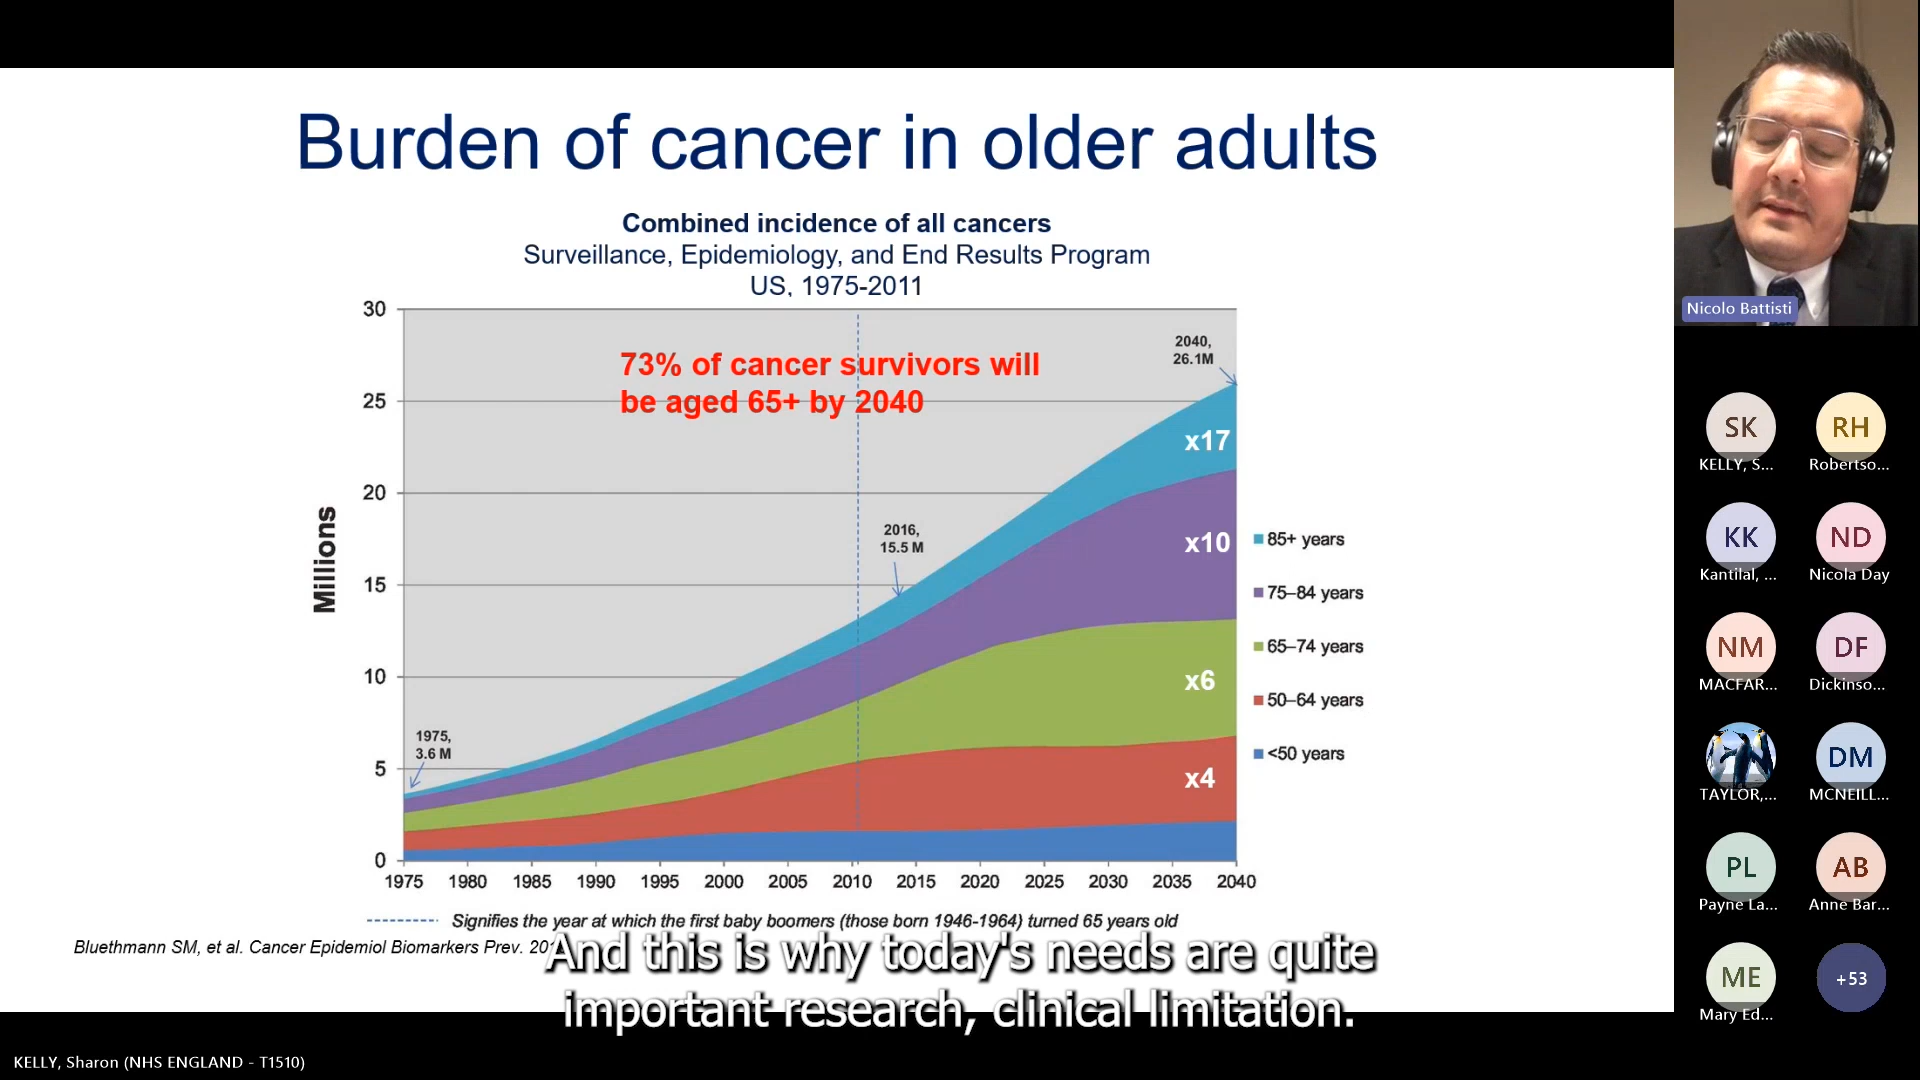 Burden of cancer in older adults
Combined incidence of all cancers
Surveillance, Epidemiology, and End Results Program
US, 1975-2011
30
25
20
15
10
5
0
Millions
73% of cancer survivors will
be aged 65+ by 2040
2040,
26.1M
2016,
15.5 M
1975,
3.6 M
x17
x10
x6
x4
85+ years
75–84 years
65–74 years
50–64 years
<50 years
1975 1980 1985 1990 1995 2000 2005 2010 2015 2020 2025 2030 2035 2040
Signifies the year at which the first baby boomers (those born 1946-1964) turned 65 years old
Bluethmann SM, et al. Cancer Epidemiol Biomarkers Prev.
And this is why today's needs are quite
important research, clinical limitation.
KELLY, Sharon (NHS ENGLAND - T1510)
Nicolo Battisti
SK
KELLY, S...
RH
Robertso...
KK
Kantilal, ...
ND
Nicola Day
NM
MACFAR...
DF
Dickinso...
TAYLOR,...
DM
MCNEILL...
PL
Payne La...
AB
Anne Bar...
ME
Mary Ed...
+53